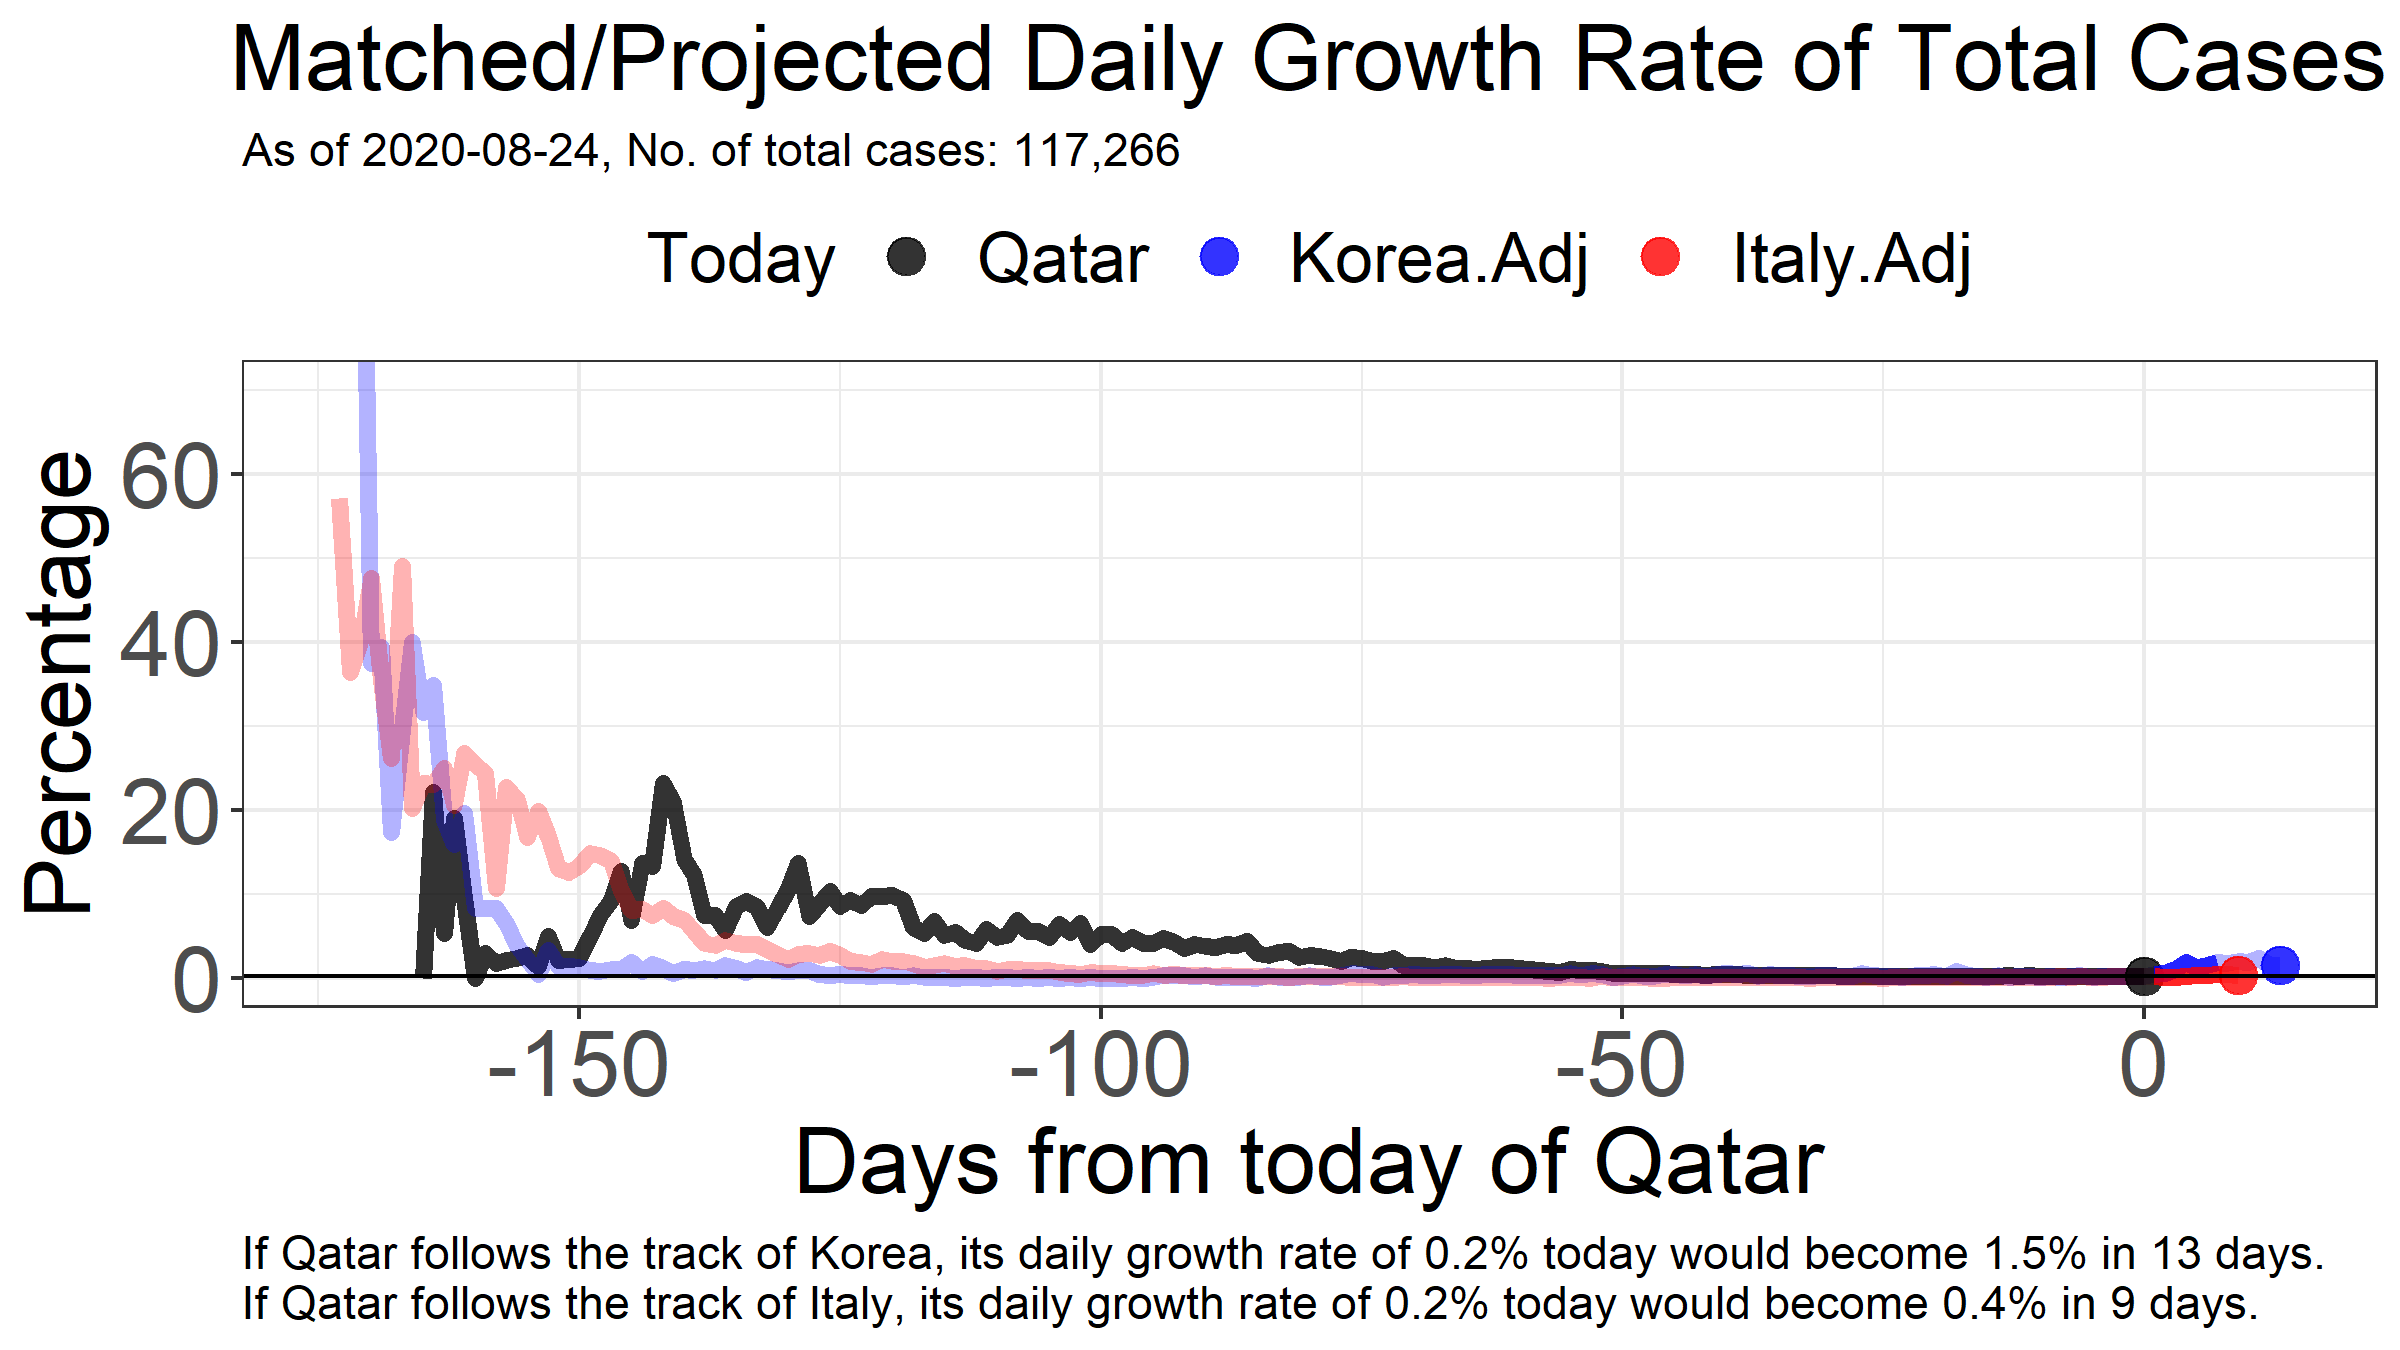 Matched/Projected Daily Growth Rate of Total Cases
As of 2020-08-24, No. of total cases: 117,266
Today Qatar Korea.Adj Italy.Adj
Percentage
60
40
20
0
-150 -100 -50 0
Days from today of Qatar
If Qatar follows the track of Korea, its daily growth rate of 0.2% today would become 1.5% in 13 days.
If Qatar follows the track of Italy, its daily growth rate of 0.2% today would become 0.4% in 9 days.